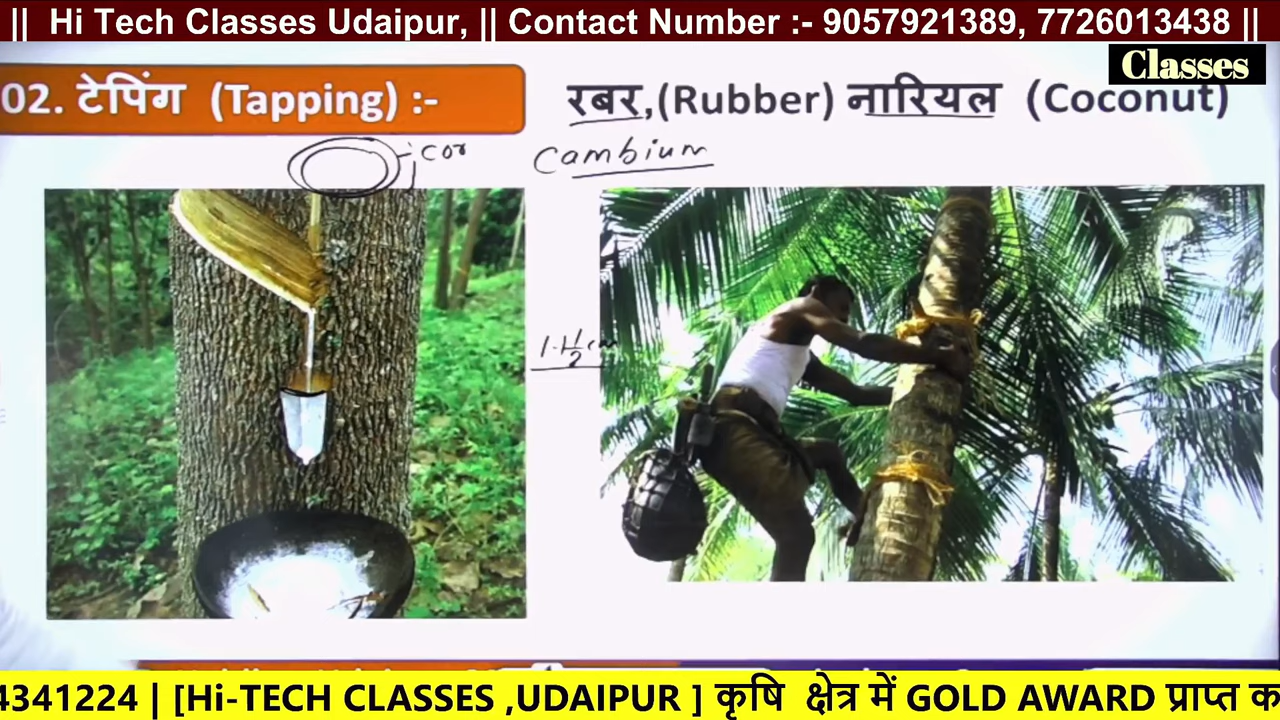 || Hi Tech Classes Udaipur, || Contact Number :- 9057921389, 7726013438 ||
Classes
02. टेपिंग (Tapping) :-
रबर,(Rubber) नारियल (Coconut)
cor
Cambium
4341224 | [Hi-TECH CLASSES ,UDAIPUR ] कृषि क्षेत्र में GOLD AWARD प्राप्त क